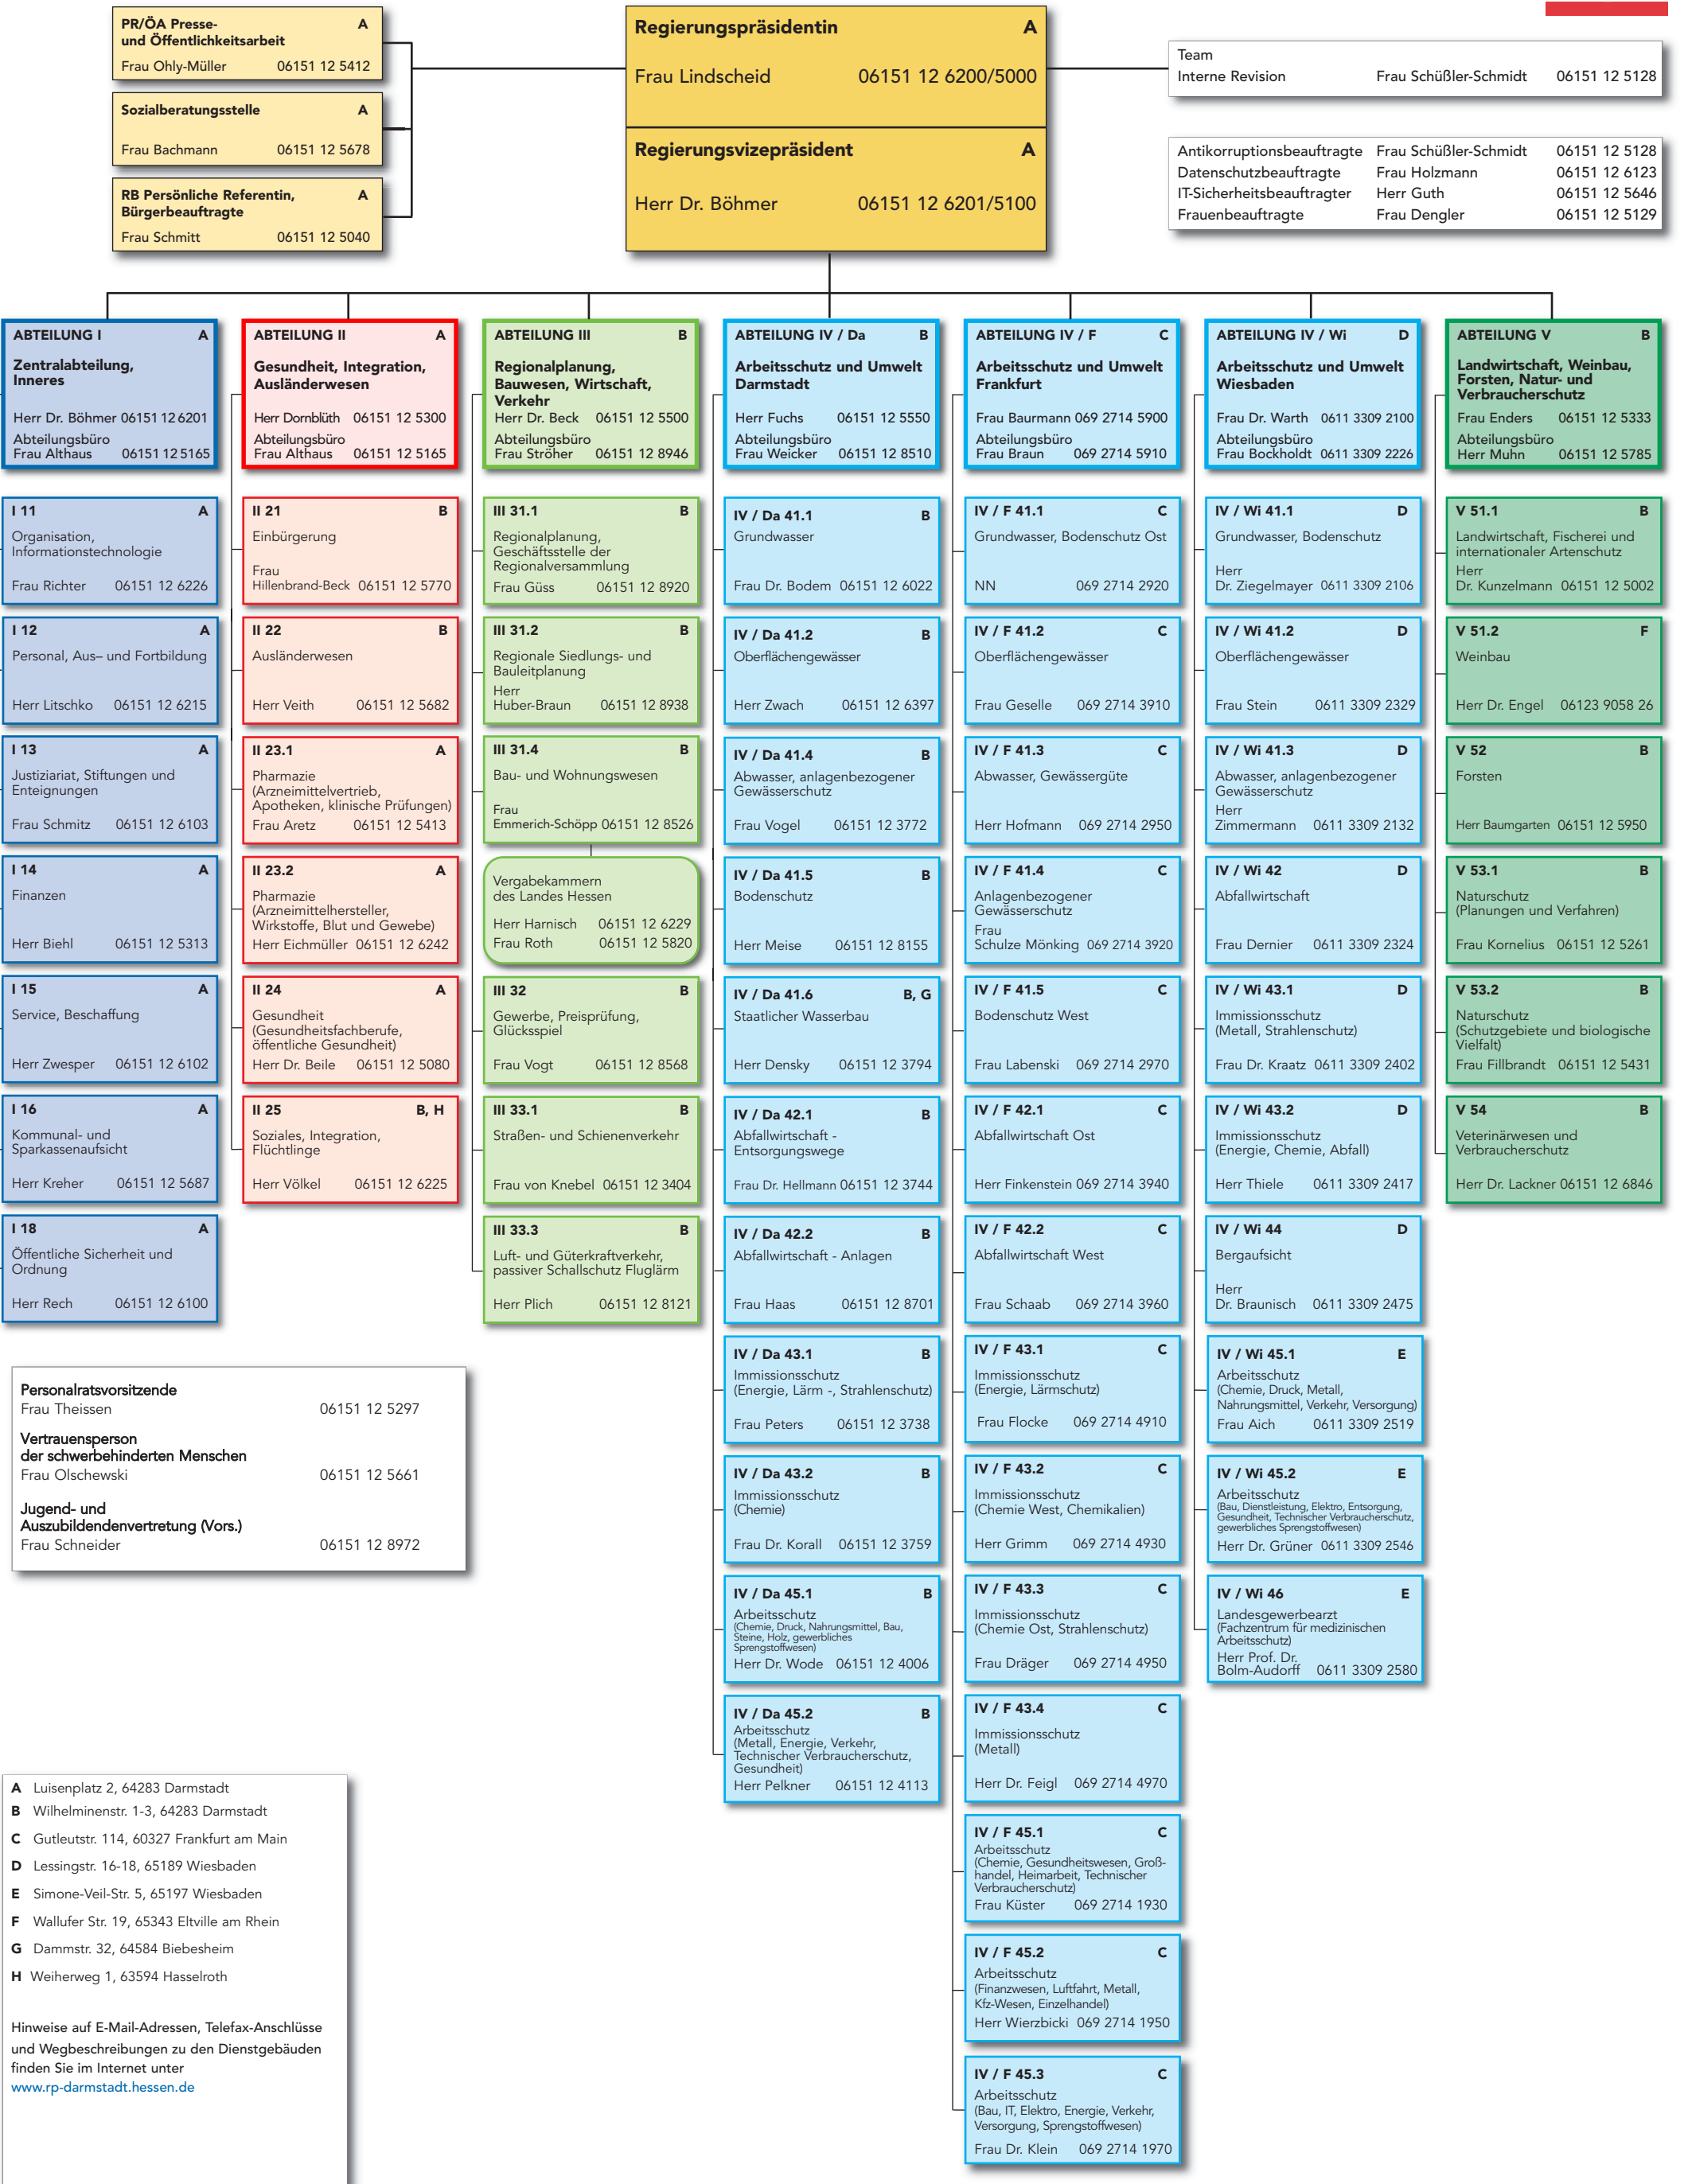 PR/ÖA Presse- A
und Öffentlichkeitsarbeit
Frau Ohly-Müller 06151 12 5412
Sozialberatungsstelle A
Frau Bachmann 06151 12 5678
RB Persönliche Referentin, A
Bürgerbeauftragte
Frau Schmitt 06151 12 5040
Regierungspräsidentin A
Frau Lindscheid 06151 12 6200/5000
Regierungsvizepräsident A
Herr Dr. Böhmer 06151 12 6201/5100
Team
Interne Revision Frau Schüßler-Schmidt 06151 12 5128
Antikorruptionsbeauftragte Frau Schüßler-Schmidt 06151 12 5128
Datenschutzbeauftragte Frau Holzmann 06151 12 6123
IT-Sicherheitsbeauftragter Herr Guth 06151 12 5646
Frauenbeauftragte Frau Dengler 06151 12 5129
ABTEILUNG I A
Zentralabteilung,
Inneres
Herr Dr. Böhmer 06151 12 6201
Abteilungsbüro
Frau Althaus 06151 12 5165
I 11 A
Organisation,
Informationstechnologie
Frau Richter 06151 12 6226
I 12 A
Personal, Aus– und Fortbildung
Herr Litschko 06151 12 6215
I 13 A
Justiziariat, Stiftungen und
Enteignungen
Frau Schmitz 06151 12 6103
I 14 A
Finanzen
Herr Biehl 06151 12 5313
I 15 A
Service, Beschaffung
Herr Zwesper 06151 12 6102
I 16 A
Kommunal- und
Sparkassenaufsicht
Herr Kreher 06151 12 5687
I 18 A
Öffentliche Sicherheit und
Ordnung
Herr Rech 06151 12 6100
ABTEILUNG II A
Gesundheit, Integration,
Ausländerwesen
Herr Dornblüth 06151 12 5300
Abteilungsbüro
Frau Althaus 06151 12 5165
II 21 B
Einbürgerung
Frau
Hillenbrand-Beck 06151 12 5770
II 22 B
Ausländerwesen
Herr Veith 06151 12 5682
II 23.1 A
Pharmazie
(Arzneimittelvertrieb,
Apotheken, klinische Prüfungen)
Frau Aretz 06151 12 5413
II 23.2 A
Pharmazie
(Arzneimittelhersteller,
Wirkstoffe, Blut und Gewebe)
Herr Eichmüller 06151 12 6242
II 24 A
Gesundheit
(Gesundheitsfachberufe,
öffentliche Gesundheit)
Herr Dr. Beile 06151 12 5080
II 25 B, H
Soziales, Integration,
Flüchtlinge
Herr Völkel 06151 12 6225
ABTEILUNG III B
Regionalplanung,
Bauwesen, Wirtschaft,
Verkehr
Herr Dr. Beck 06151 12 5500
Abteilungsbüro
Frau Ströher 06151 12 8946
III 31.1 B
Regionalplanung,
Geschäftsstelle der
Regionalversammlung
Frau Güss 06151 12 8920
III 31.2 B
Regionale Siedlungs- und
Bauleitplanung
Herr
Huber-Braun 06151 12 8938
III 31.4 B
Bau- und Wohnungswesen
Frau
Emmerich-Schöpp 06151 12 8526
Vergabekammern
des Landes Hessen
Herr Harnisch 06151 12 6229
Frau Roth 06151 12 5820
III 32 B
Gewerbe, Preisprüfung,
Glücksspiel
Frau Vogt 06151 12 8568
III 33.1 B
Straßen- und Schienenverkehr
Frau von Knebel 06151 12 3404
III 33.3 B
Luft- und Güterkraftverkehr,
passiver Schallschutz Fluglärm
Herr Plich 06151 12 8121
ABTEILUNG IV / Da B
Arbeitsschutz und Umwelt
Darmstadt
Herr Fuchs 06151 12 5550
Abteilungsbüro
Frau Weicker 06151 12 8510
IV / Da 41.1 B
Grundwasser
Frau Dr. Bodem 06151 12 6022
IV / Da 41.2 B
Oberflächengewässer
Herr Zwach 06151 12 6397
IV / Da 41.4 B
Abwasser, anlagenbezogener
Gewässerschutz
Frau Vogel 06151 12 3772
IV / Da 41.5 B
Bodenschutz
Herr Meise 06151 12 8155
IV / Da 41.6 B, G
Staatlicher Wasserbau
Herr Densky 06151 12 3794
IV / Da 42.1 B
Abfallwirtschaft -
Entsorgungswege
Frau Dr. Hellmann 06151 12 3744
IV / Da 42.2 B
Abfallwirtschaft - Anlagen
Frau Haas 06151 12 8701
IV / Da 43.1 B
Immissionsschutz
(Energie, Lärm -, Strahlenschutz)
Frau Peters 06151 12 3738
IV / Da 43.2 B
Immissionsschutz
(Chemie)
Frau Dr. Korall 06151 12 3759
IV / Da 45.1 B
Arbeitsschutz
(Chemie, Druck, Nahrungsmittel, Bau,
Steine, Holz, gewerbliches
Sprengstoffwesen)
Herr Dr. Wode 06151 12 4006
IV / Da 45.2 B
Arbeitsschutz
(Metall, Energie, Verkehr,
Technischer Verbraucherschutz,
Gesundheit)
Herr Pelkner 06151 12 4113
ABTEILUNG IV / F C
Arbeitsschutz und Umwelt
Frankfurt
Frau Baurmann 069 2714 5900
Abteilungsbüro
Frau Braun 069 2714 5910
IV / F 41.1 C
Grundwasser, Bodenschutz Ost
NN 069 2714 2920
IV / F 41.2 C
Oberflächengewässer
Frau Geselle 069 2714 3910
IV / F 41.3 C
Abwasser, Gewässergüte
Herr Hofmann 069 2714 2950
IV / F 41.4 C
Anlagenbezogener
Gewässerschutz
Frau
Schulze Mönking 069 2714 3920
IV / F 41.5 C
Bodenschutz West
Frau Labenski 069 2714 2970
IV / F 42.1 C
Abfallwirtschaft Ost
Herr Finkenstein 069 2714 3940
IV / F 42.2 C
Abfallwirtschaft West
Frau Schaab 069 2714 3960
IV / F 43.1 C
Immissionsschutz
(Energie, Lärmschutz)
Frau Flocke 069 2714 4910
IV / F 43.2 C
Immissionsschutz
(Chemie West, Chemikalien)
Herr Grimm 069 2714 4930
IV / F 43.3 C
Immissionsschutz
(Chemie Ost, Strahlenschutz)
Frau Dräger 069 2714 4950
IV / F 43.4 C
Immissionsschutz
(Metall)
Herr Dr. Feigl 069 2714 4970
IV / F 45.1 C
Arbeitsschutz
(Chemie, Gesundheitswesen, Groß-
handel, Heimarbeit, Technischer
Verbraucherschutz)
Frau Küster 069 2714 1930
IV / F 45.2 C
Arbeitsschutz
(Finanzwesen, Luftfahrt, Metall,
Kfz-Wesen, Einzelhandel)
Herr Wierzbicki 069 2714 1950
IV / F 45.3 C
Arbeitsschutz
(Bau, IT, Elektro, Energie, Verkehr,
Versorgung, Sprengstoffwesen)
Frau Dr. Klein 069 2714 1970
ABTEILUNG IV / Wi D
Arbeitsschutz und Umwelt
Wiesbaden
Frau Dr. Warth 0611 3309 2100
Abteilungsbüro
Frau Bockholdt 0611 3309 2226
IV / Wi 41.1 D
Grundwasser, Bodenschutz
Herr
Dr. Ziegelmayer 0611 3309 2106
IV / Wi 41.2 D
Oberflächengewässer
Frau Stein 0611 3309 2329
IV / Wi 41.3 D
Abwasser, anlagenbezogener
Gewässerschutz
Herr
Zimmermann 0611 3309 2132
IV / Wi 42 D
Abfallwirtschaft
Frau Dernier 0611 3309 2324
IV / Wi 43.1 D
Immissionsschutz
(Metall, Strahlenschutz)
Frau Dr. Kraatz 0611 3309 2402
IV / Wi 43.2 D
Immissionsschutz
(Energie, Chemie, Abfall)
Herr Thiele 0611 3309 2417
IV / Wi 44 D
Bergaufsicht
Herr
Dr. Braunisch 0611 3309 2475
IV / Wi 45.1 E
Arbeitsschutz
(Chemie, Druck, Metall,
Nahrungsmittel, Verkehr, Versorgung)
Frau Aich 0611 3309 2519
IV / Wi 45.2 E
Arbeitsschutz
(Bau, Dienstleistung, Elektro, Entsorgung,
Gesundheit, Technischer Verbraucherschutz,
gewerbliches Sprengstoffwesen)
Herr Dr. Grüner 0611 3309 2546
IV / Wi 46 E
Landesgewerbearzt
(Fachzentrum für medizinischen
Arbeitsschutz)
Herr Prof. Dr.
Bolm-Audorff 0611 3309 2580
ABTEILUNG V B
Landwirtschaft, Weinbau,
Forsten, Natur- und
Verbraucherschutz
Frau Enders 06151 12 5333
Abteilungsbüro
Herr Muhn 06151 12 5785
V 51.1 B
Landwirtschaft, Fischerei und
internationaler Artenschutz
Herr
Dr. Kunzelmann 06151 12 5002
V 51.2 F
Weinbau
Herr Dr. Engel 06123 9058 26
V 52 B
Forsten
Herr Baumgarten 06151 12 5950
V 53.1 B
Naturschutz
(Planungen und Verfahren)
Frau Kornelius 06151 12 5261
V 53.2 B
Naturschutz
(Schutzgebiete und biologische
Vielfalt)
Frau Fillbrandt 06151 12 5431
V 54 B
Veterinärwesen und
Verbraucherschutz
Herr Dr. Lackner 06151 12 6846
Personalratsvorsitzende
Frau Theissen 06151 12 5297
Vertrauensperson
der schwerbehinderten Menschen
Frau Olschewski 06151 12 5661
Jugend- und
Auszubildendenvertretung (Vors.)
Frau Schneider 06151 12 8972
A Luisenplatz 2, 64283 Darmstadt
B Wilhelminenstr. 1-3, 64283 Darmstadt
C Gutleutstr. 114, 60327 Frankfurt am Main
D Lessingstr. 16-18, 65189 Wiesbaden
E Simone-Veil-Str. 5, 65197 Wiesbaden
F Wallufer Str. 19, 65343 Eltville am Rhein
G Dammstr. 32, 64584 Biebesheim
H Weiherweg 1, 63594 Hasselroth
Hinweise auf E-Mail-Adressen, Telefax-Anschlüsse
und Wegbeschreibungen zu den Dienstgebäuden
finden Sie im Internet unter
www.rp-darmstadt.hessen.de